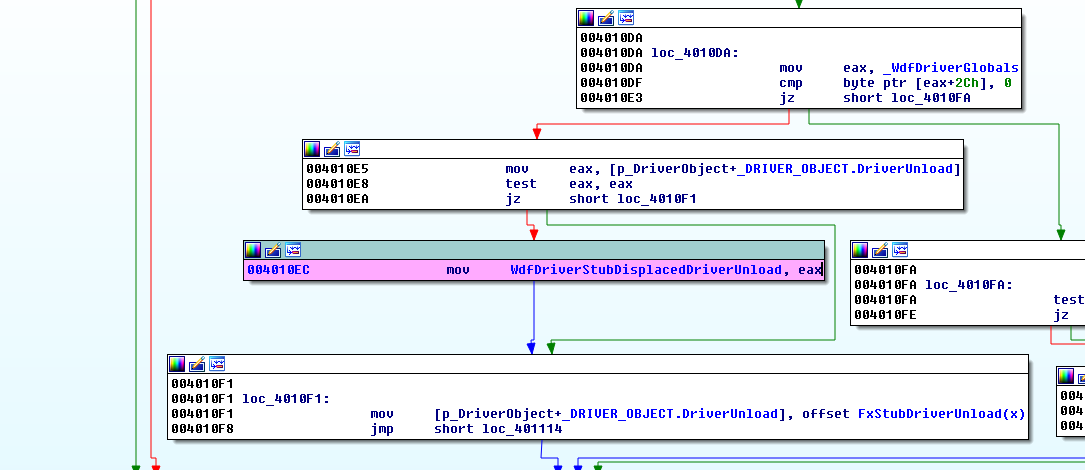 004010DA
004010DA loc_4010DA:
004010DA mov eax, _WdfDriverGlobals
004010DF cmp byte ptr [eax+2Ch], 0
004010E3 jz short loc_4010FA
004010E5 mov eax, [p_DriverObject+_DRIVER_OBJECT.DriverUnload]
004010E8 test eax, eax
004010EA jz short loc_4010F1
004010EC mov WdfDriverStubDisplacedDriverUnload, eax
004010FA
004010FA loc_4010FA:
004010FA test
004010FE jz
004010F1
004010F1 loc_4010F1:
004010F1 mov [p_DriverObject+_DRIVER_OBJECT.DriverUnload], offset FxStubDriverUnload(x)
004010F8 jmp short loc_401114
004
004
004